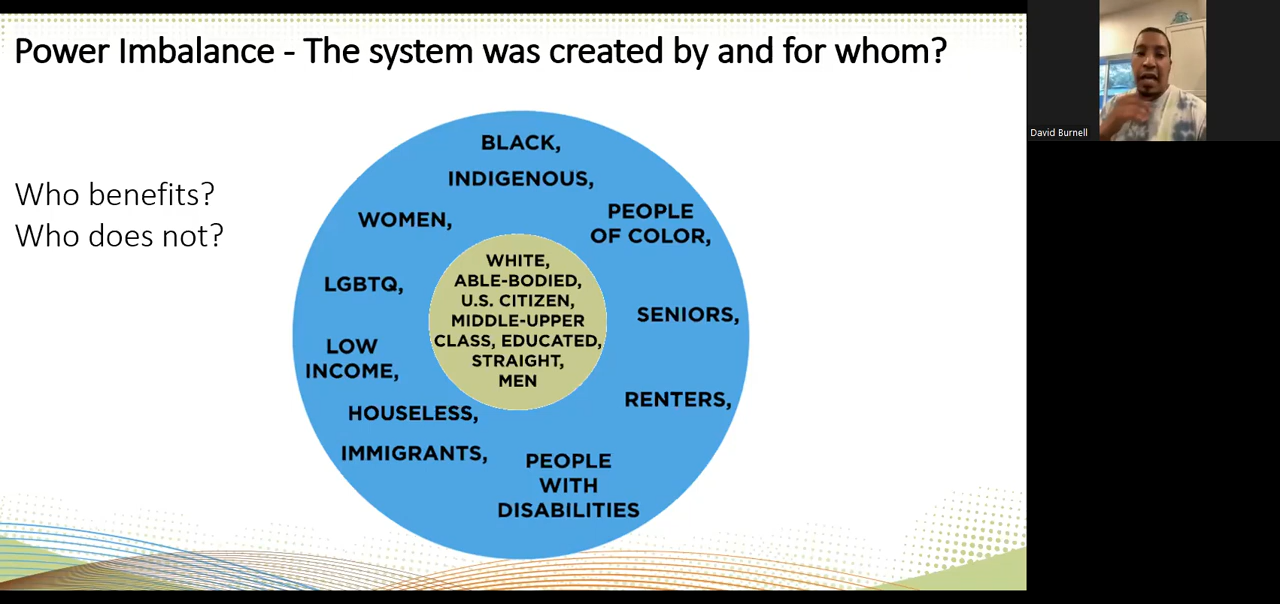 Power Imbalance - The system was created by and for whom?
Who benefits?
Who does not?
BLACK,
INDIGENOUS,
WOMEN,
PEOPLE
OF COLOR,
LGBTQ,
SENIORS,
LOW
INCOME,
RENTERS,
HOUSELESS,
IMMIGRANTS,
PEOPLE
WITH
DISABILITIES
WHITE,
ABLE-BODIED,
U.S. CITIZEN,
MIDDLE-UPPER
CLASS, EDUCATED,
STRAIGHT,
MEN
David Burnell